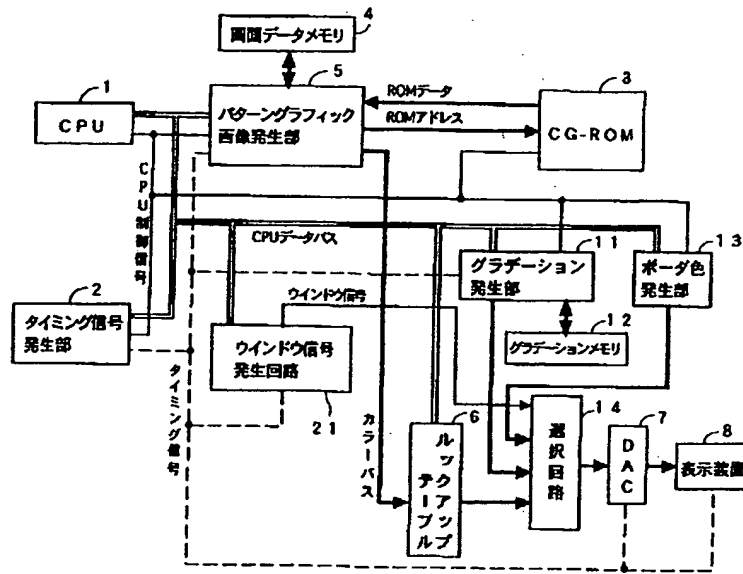 4
画面データメモリ
5
1
CPU
パターングラフィック
画像発生部
ROMデータ
ROMアドレス
3
CG-ROM
CPU制御信号
CPUデータバス
11
グラデーション
発生部
13
ボーダ色
発生部
2
タイミング信号
発生部
ウインドウ信号
12
グラデーションメモリ
ウインドウ信号
発生回路
21
タイミング信号
カラーバス
6
ルックアップ
テーブル
14
選択回路
7
DAC
8
表示装置